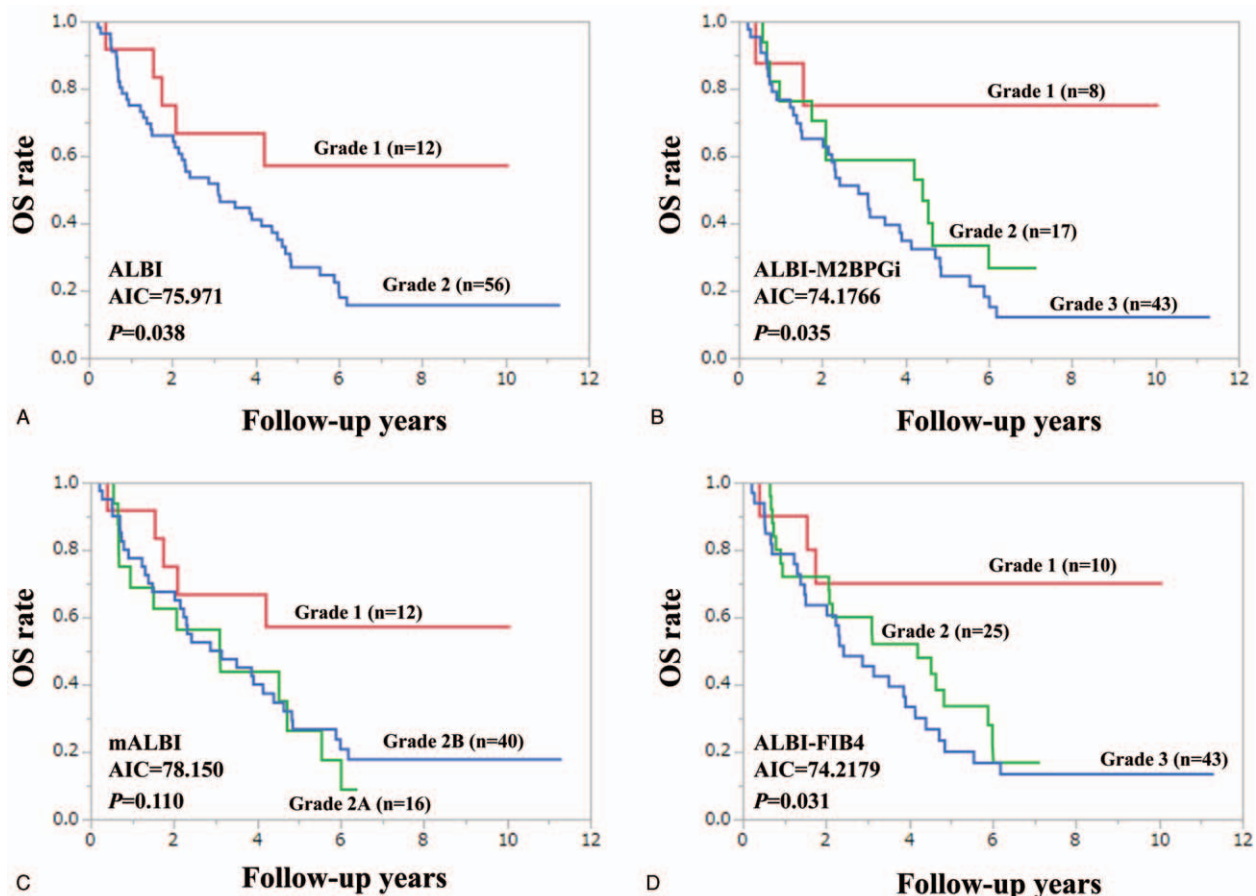 1.0
0.8
0.6
0.4
0.2
0.0
OS rate
Grade 1 (n=12)
Grade 2 (n=56)
ALBI
AIC=75.971
P=0.038
0 2 4 6 8 10 12
A Follow-up years
1.0
0.8
0.6
0.4
0.2
0.0
OS rate
Grade 1 (n=8)
Grade 2 (n=17)
Grade 3 (n=43)
ALBI-M2BPGi
AIC=74.1766
P=0.035
0 2 4 6 8 10 12
B Follow-up years
1.0
0.8
0.6
0.4
0.2
0.0
OS rate
Grade 1 (n=12)
Grade 2B (n=40)
Grade 2A (n=16)
mALBI
AIC=78.150
P=0.110
0 2 4 6 8 10 12
C Follow-up years
1.0
0.8
0.6
0.4
0.2
0.0
OS rate
Grade 1 (n=10)
Grade 2 (n=25)
Grade 3 (n=43)
ALBI-FIB4
AIC=74.2179
P=0.031
0 2 4 6 8 10 12
D Follow-up years